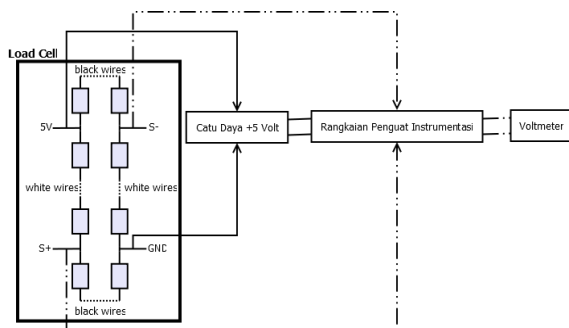 Load Cell
black wires
5V
S-
Catu Daya +5 Volt
Rangkaian Penguat Instrumentasi
Voltmeter
white wires
white wires
S+
GND
black wires